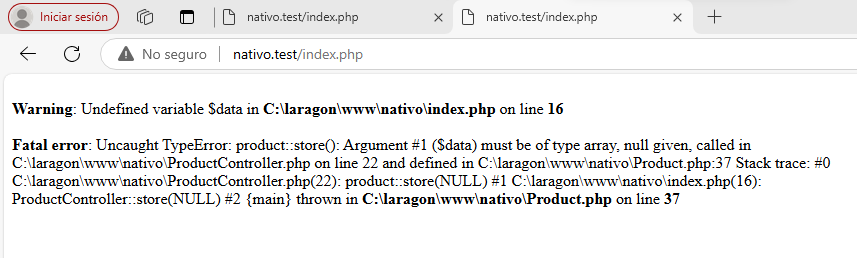 Iniciar sesión
nativo.test/index.php
nativo.test/index.php
No seguro
nativo.test/index.php
Warning: Undefined variable $data in C:\laragon\www\nativo\index.php on line 16
Fatal error: Uncaught TypeError: product::store(): Argument #1 ($data) must be of type array, null given, called in
C:\laragon\www\nativo\ProductController.php on line 22 and defined in C:\laragon\www\nativo\Product.php:37 Stack trace: #0
C:\laragon\www\nativo\ProductController.php(22): product::store(NULL) #1 C:\laragon\www\nativo\index.php(16):
ProductController::store(NULL) #2 {main} thrown in C:\laragon\www\nativo\Product.php on line 37